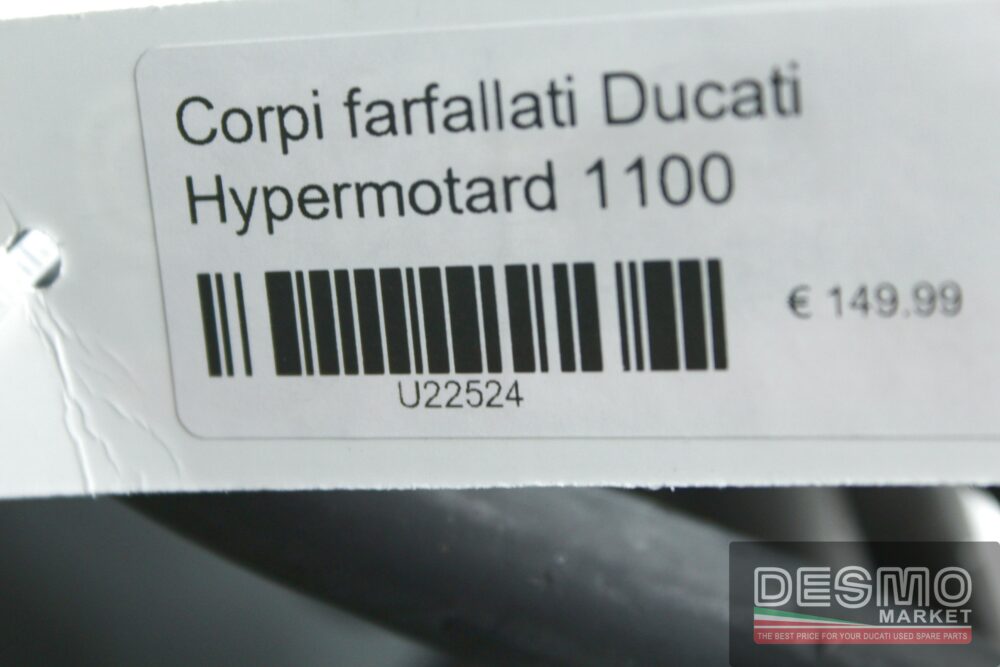 Corpi farfallati Ducati
Hypermotard 1100
€ 149.99
U22524
DESMO
MARKET
THE BEST PRICE FOR YOUR DUCATI USED SPARE PARTS